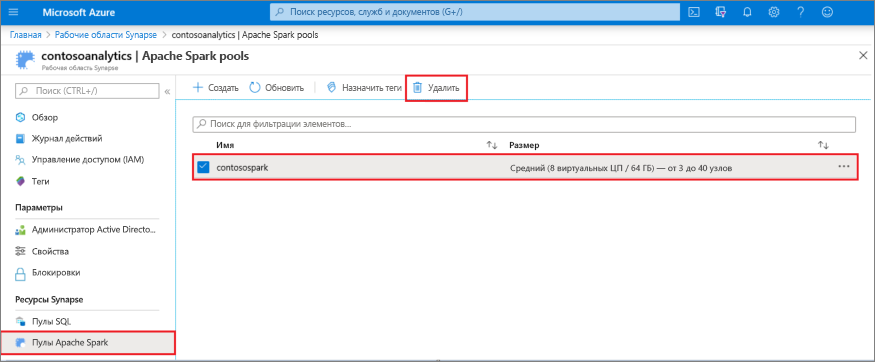 Microsoft Azure
Поиск ресурсов, служб и документов (G+/)
Главная > Рабочие области Synapse > contosoanalytics | Apache Spark pools
contosoanalytics | Apache Spark pools
Рабочая область Synapse
Поиск (CTRL+/)
Создать Обновить Назначить теги Удалить
Обзор
Журнал действий
Управление доступом (IAM)
Теги
Параметры
Администратор Active Directo...
Свойства
Блокировки
Ресурсы Synapse
Пулы SQL
Пулы Apache Spark
Поиск для фильтрации элементов...
Имя Размер
contosospark Средний (8 виртуальных ЦП / 64 ГБ) — от 3 до 40 узлов